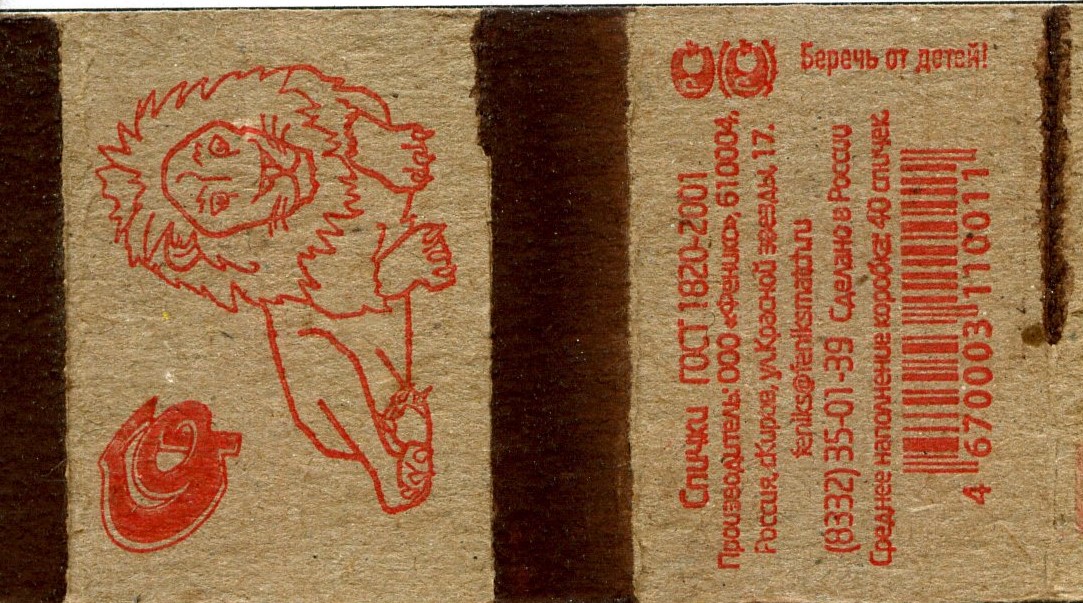 Беречь от детей!
Спички ГОСТ 1820-2001
Производитель: ООО «Феникс», 610004,
Россия, г.Киров, ул.Красной звезды, 17.
feniks@feniksmatch.ru
(8332) 35-01-39 Сделано в России
Среднее наполнение коробка: 40 спичек.
4 670003 110011